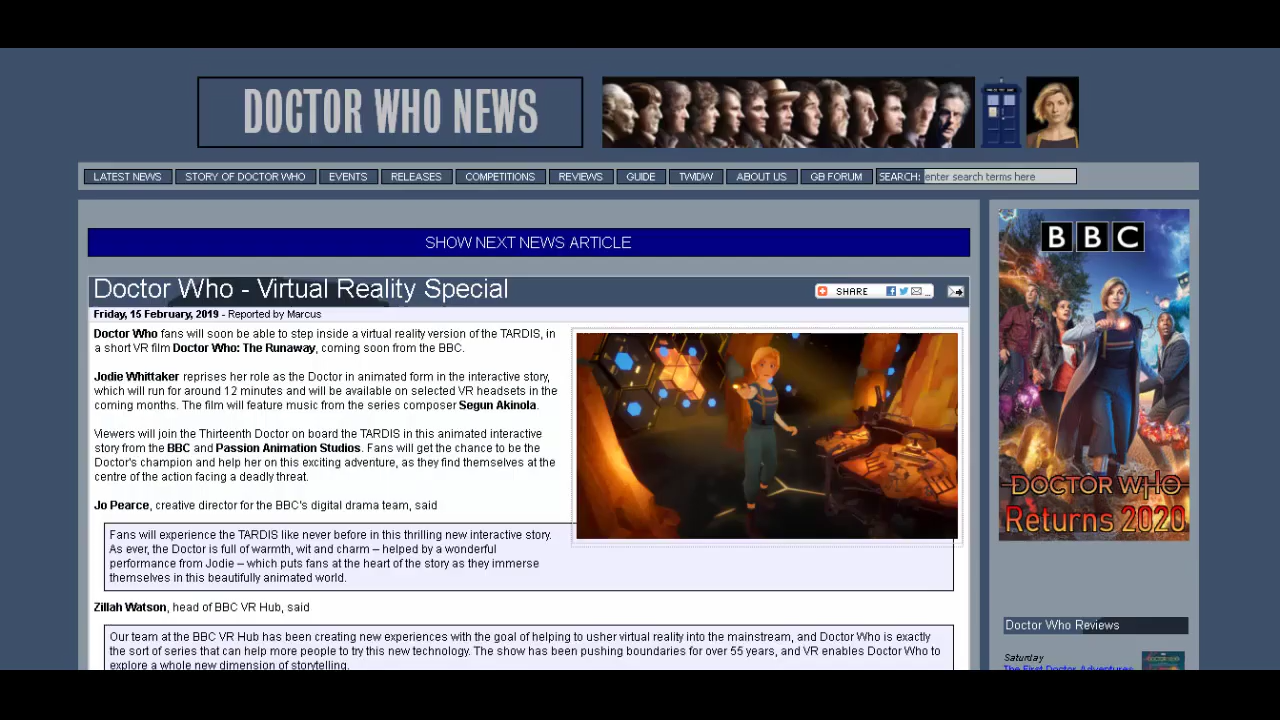 DOCTOR WHO NEWS
LATEST NEWS
STORY OF DOCTOR WHO
EVENTS
RELEASES
COMPETITIONS
REVIEWS
GUIDE
TWIDW
ABOUT US
GB FORUM
SEARCH: enter search terms here
SHOW NEXT NEWS ARTICLE
Doctor Who - Virtual Reality Special
SHARE
Friday, 15 February, 2019 - Reported by Marcus
Doctor Who fans will soon be able to step inside a virtual reality version of the TARDIS, in
a short VR film Doctor Who: The Runaway, coming soon from the BBC.
Jodie Whittaker reprises her role as the Doctor in animated form in the interactive story,
which will run for around 12 minutes and will be available on selected VR headsets in the
coming months. The film will feature music from the series composer Segun Akinola.
Viewers will join the Thirteenth Doctor on board the TARDIS in this animated interactive
story from the BBC and Passion Animation Studios. Fans will get the chance to be the
Doctor's champion and help her on this exciting adventure, as they find themselves at the
centre of the action facing a deadly threat.
Jo Pearce, creative director for the BBC's digital drama team, said
Fans will experience the TARDIS like never before in this thrilling new interactive story.
As ever, the Doctor is full of warmth, wit and charm – helped by a wonderful
performance from Jodie – which puts fans at the heart of the story as they immerse
themselves in this beautifully animated world.
Zillah Watson, head of BBC VR Hub, said
Our team at the BBC VR Hub has been creating new experiences with the goal of helping to usher virtual reality into the mainstream, and Doctor Who is exactly
the sort of series that can help more people to try this new technology. The show has been pushing boundaries for over 55 years, and VR enables Doctor Who to
explore a whole new dimension of storytelling.
BBC
DOCTOR WHO
Returns 2020
Doctor Who Reviews
Saturday
The First Doctor Adventures